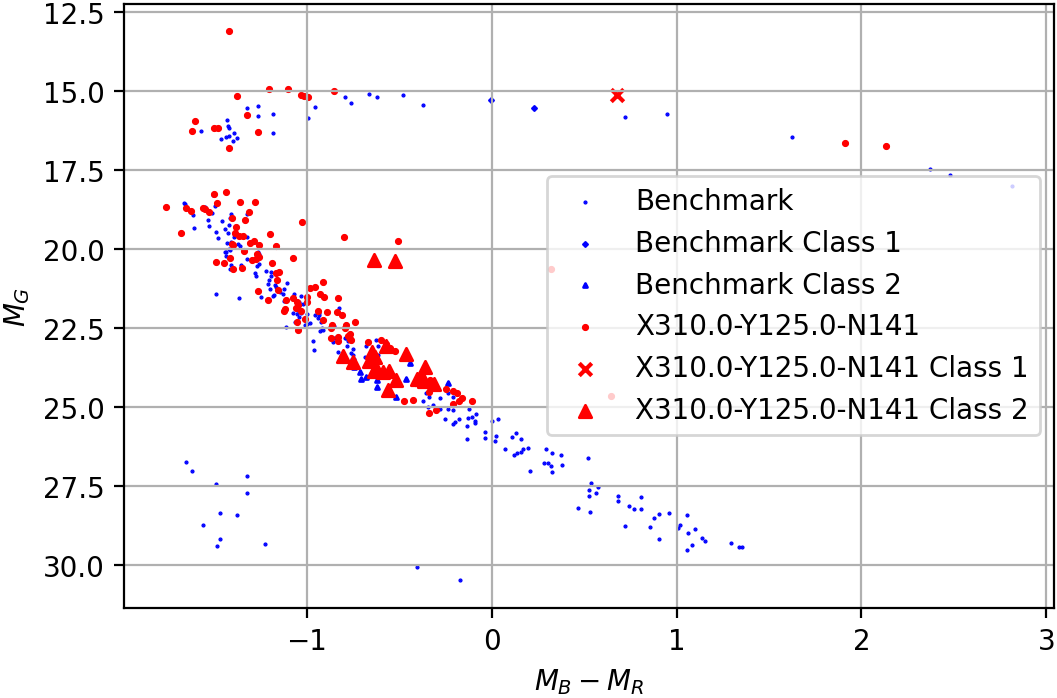 12.5
15.0
17.5
20.0
22.5
25.0
27.5
30.0
M_G
Benchmark
Benchmark Class 1
Benchmark Class 2
X310.0-Y125.0-N141
X310.0-Y125.0-N141 Class 1
X310.0-Y125.0-N141 Class 2
−1 0 1 2 3
M_B − M_R